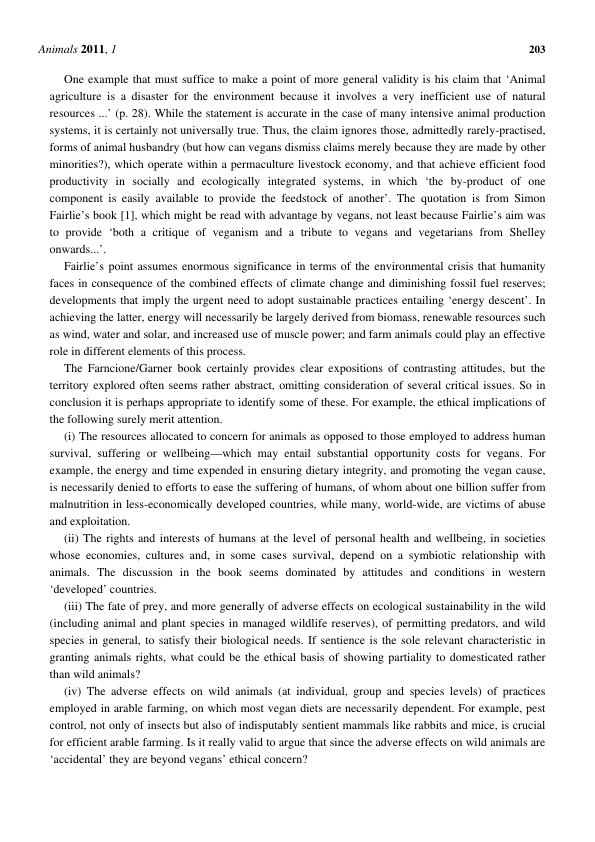 Animals 2011, 1 203
One example that must suffice to make a point of more general validity is his claim that ‘Animal
agriculture is a disaster for the environment because it involves a very inefficient use of natural
resources ...’ (p. 28). While the statement is accurate in the case of many intensive animal production
systems, it is certainly not universally true. Thus, the claim ignores those, admittedly rarely-practised,
forms of animal husbandry (but how can vegans dismiss claims merely because they are made by other
minorities?), which operate within a permaculture livestock economy, and that achieve efficient food
productivity in socially and ecologically integrated systems, in which ‘the by-product of one
component is easily available to provide the feedstock of another’. The quotation is from Simon
Fairlie’s book [1], which might be read with advantage by vegans, not least because Fairlie’s aim was
to provide ‘both a critique of veganism and a tribute to vegans and vegetarians from Shelley
onwards...’.
Fairlie’s point assumes enormous significance in terms of the environmental crisis that humanity
faces in consequence of the combined effects of climate change and diminishing fossil fuel reserves;
developments that imply the urgent need to adopt sustainable practices entailing ‘energy descent’. In
achieving the latter, energy will necessarily be largely derived from biomass, renewable resources such
as wind, water and solar, and increased use of muscle power; and farm animals could play an effective
role in different elements of this process.
The Farncione/Garner book certainly provides clear expositions of contrasting attitudes, but the
territory explored often seems rather abstract, omitting consideration of several critical issues. So in
conclusion it is perhaps appropriate to identify some of these. For example, the ethical implications of
the following surely merit attention.
(i) The resources allocated to concern for animals as opposed to those employed to address human
survival, suffering or wellbeing—which may entail substantial opportunity costs for vegans. For
example, the energy and time expended in ensuring dietary integrity, and promoting the vegan cause,
is necessarily denied to efforts to ease the suffering of humans, of whom about one billion suffer from
malnutrition in less-economically developed countries, while many, world-wide, are victims of abuse
and exploitation.
(ii) The rights and interests of humans at the level of personal health and wellbeing, in societies
whose economies, cultures and, in some cases survival, depend on a symbiotic relationship with
animals. The discussion in the book seems dominated by attitudes and conditions in western
‘developed’ countries.
(iii) The fate of prey, and more generally of adverse effects on ecological sustainability in the wild
(including animal and plant species in managed wildlife reserves), of permitting predators, and wild
species in general, to satisfy their biological needs. If sentience is the sole relevant characteristic in
granting animals rights, what could be the ethical basis of showing partiality to domesticated rather
than wild animals?
(iv) The adverse effects on wild animals (at individual, group and species levels) of practices
employed in arable farming, on which most vegan diets are necessarily dependent. For example, pest
control, not only of insects but also of indisputably sentient mammals like rabbits and mice, is crucial
for efficient arable farming. Is it really valid to argue that since the adverse effects on wild animals are
‘accidental’ they are beyond vegans’ ethical concern?